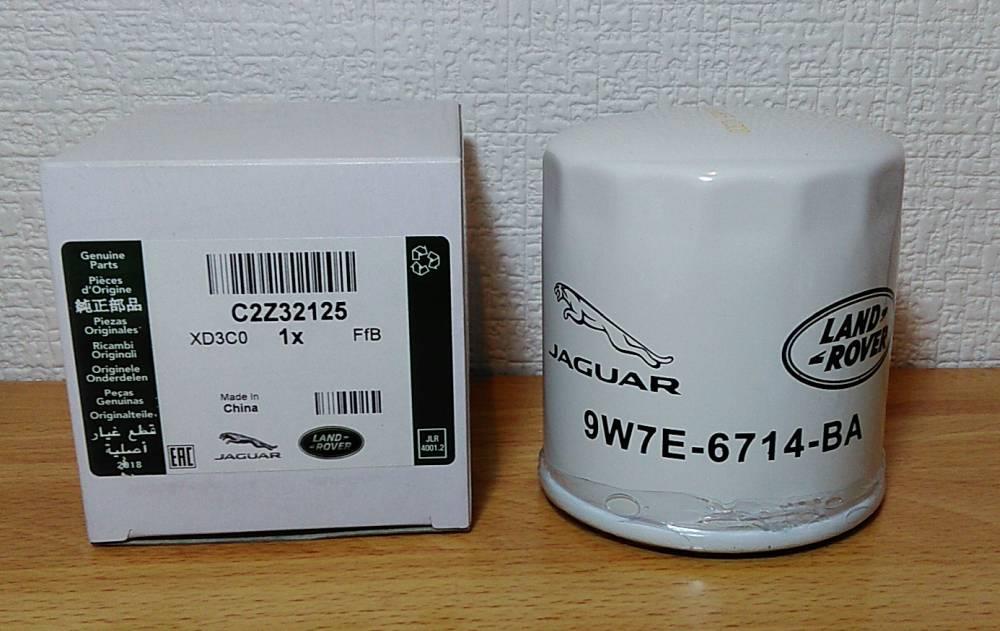 Genuine
Parts
Pièces
d'Origine
純正部品
Piezas
Originales
Ricambi
Originali
Originele
Onderdelen
Peças
Genuinas
Originalteile
قطع غيار
أصلية
2018
C2Z32125
XD3C0 1x FfB
Made In
China
EAC
JAGUAR
LAND-
-ROVER
JLR
4001.2
JAGUAR
LAND-
-ROVER
9W7E-6714-BA